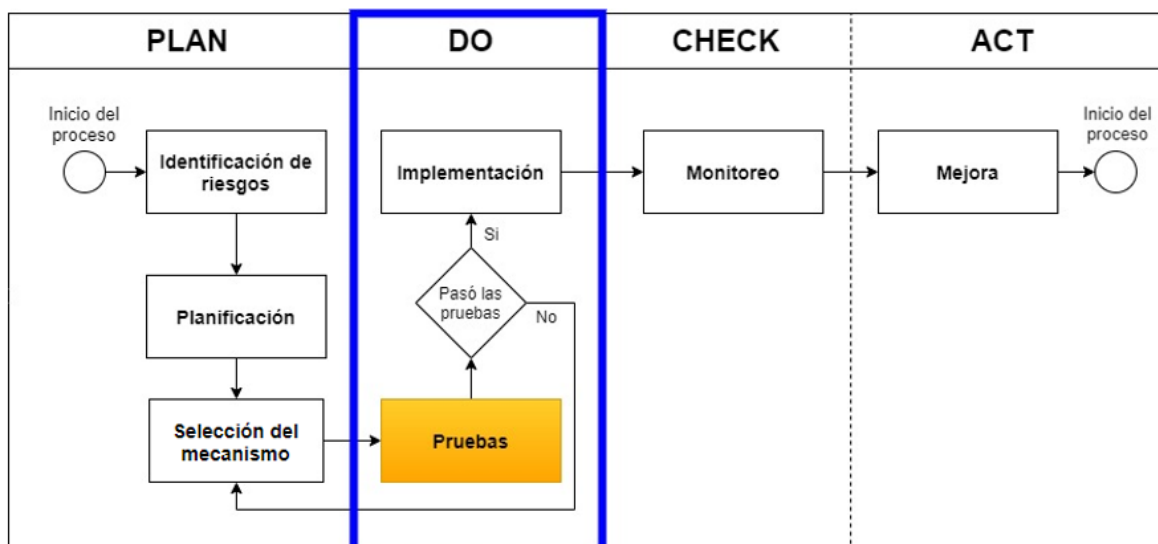 PLAN
DO
CHECK
ACT
Inicio del
proceso
Identificación de
riesgos
Planificación
Selección del
mecanismo
Implementación
Si
Pasó las
pruebas
No
Pruebas
Monitoreo
Mejora
Inicio del
proceso